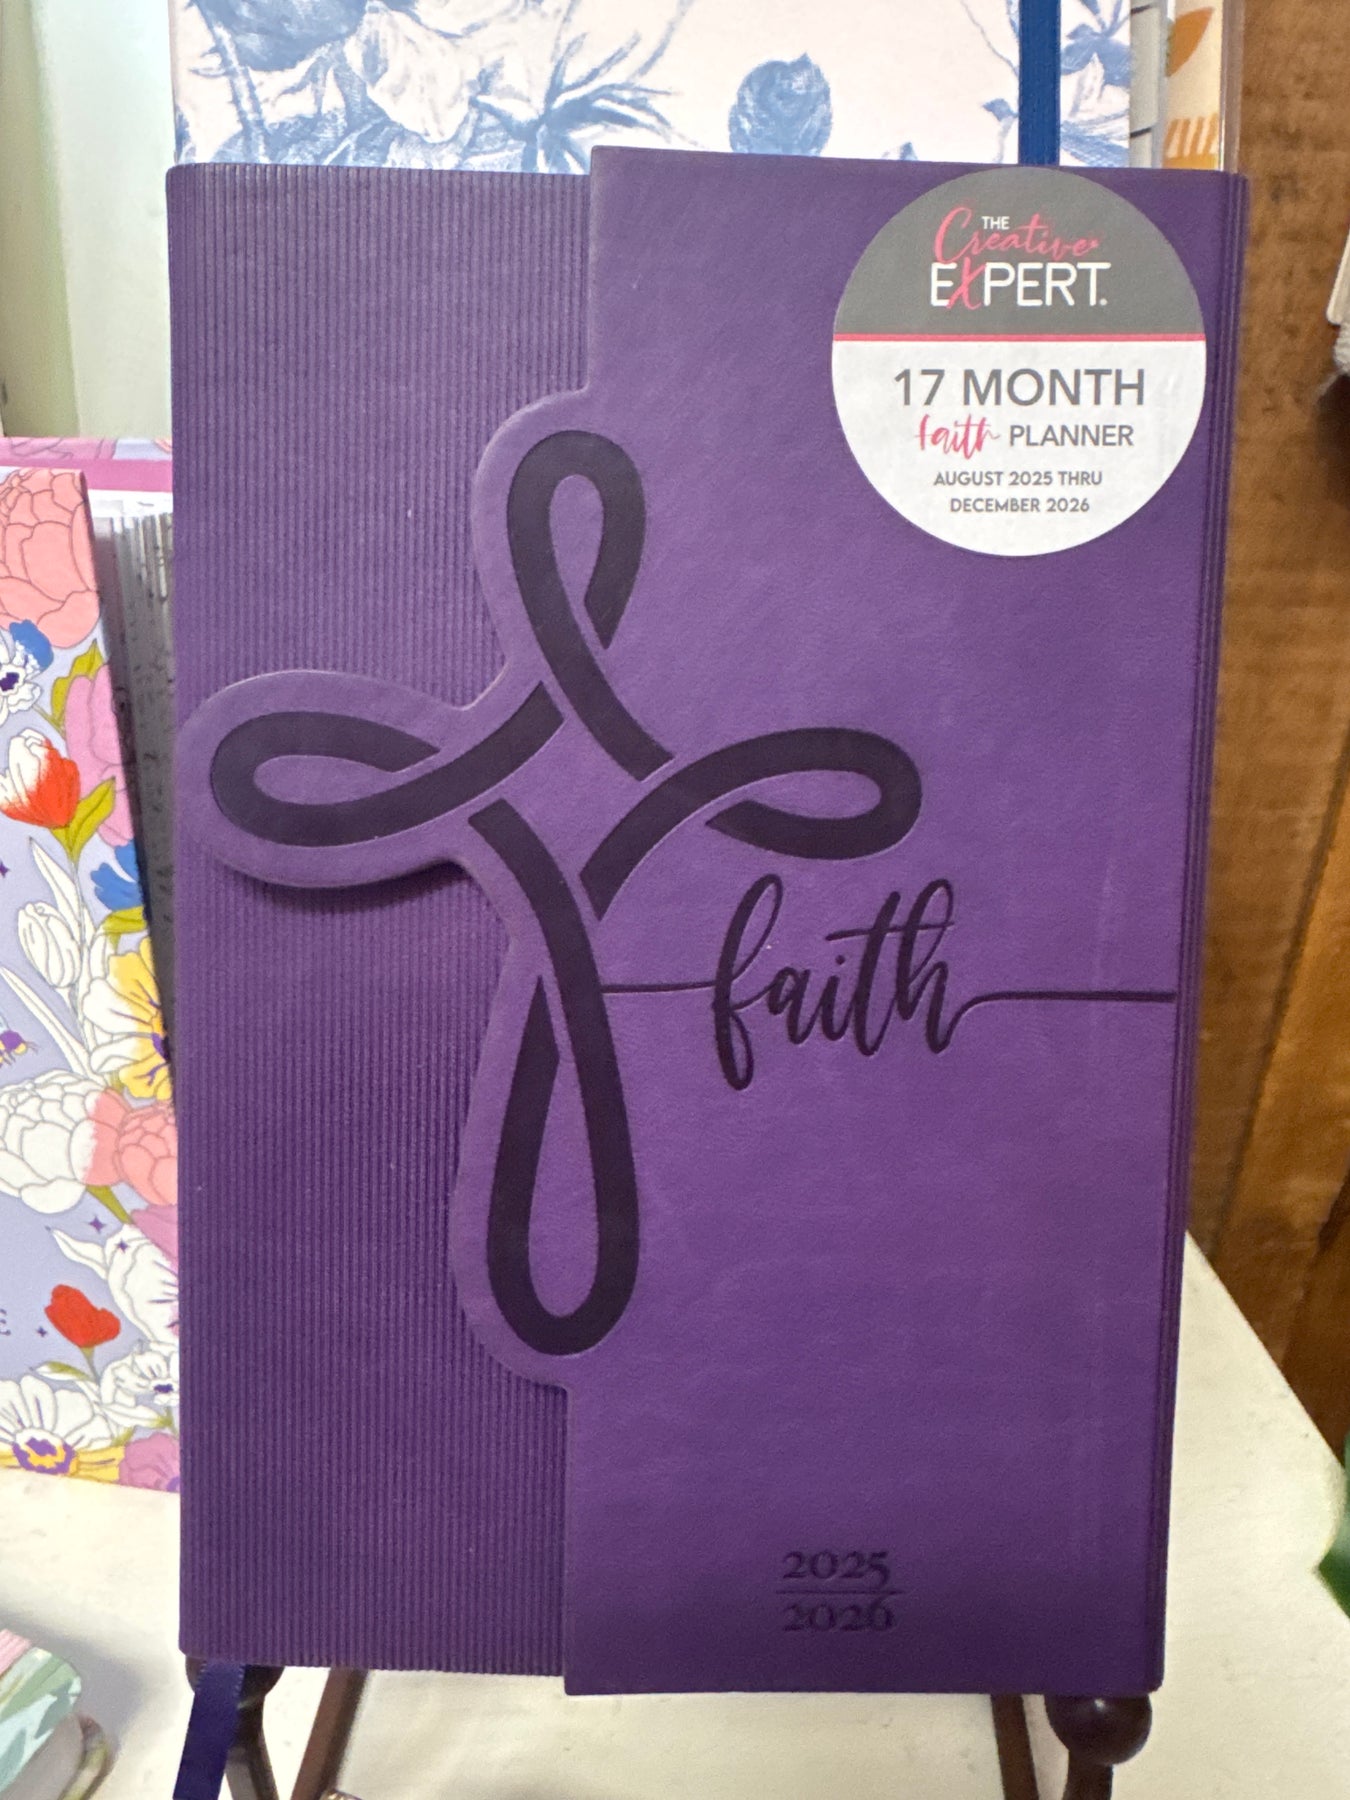 THE
Creative
EXPERT.
17 MONTH
faith PLANNER
AUGUST 2025 THRU
DECEMBER 2026
faith
2025
2026